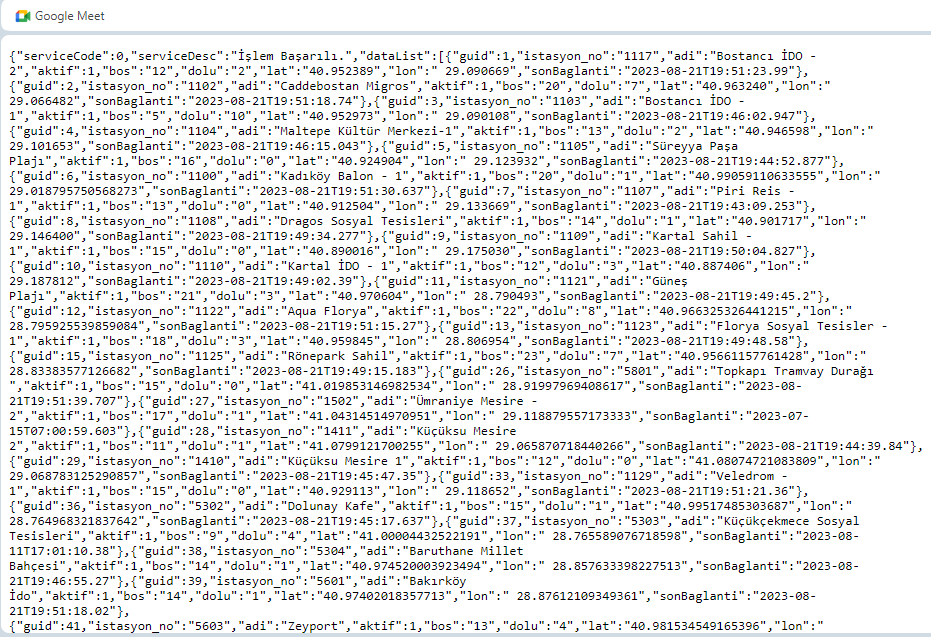 Google Meet
{"serviceCode":0,"serviceDesc":"İşlem Başarılı.","dataList":[{"guid":1,"istasyon_no":"1117","adi":"Bostancı İDO -
2","aktif":1,"bos":"12","dolu":"2","lat":"40.952389","lon":" 29.090669","sonBaglanti":"2023-08-21T19:51:23.99"},
{"guid":2,"istasyon_no":"1102","adi":"Caddebostan Migros","aktif":1,"bos":"20","dolu":"7","lat":"40.963240","lon":"
29.066482","sonBaglanti":"2023-08-21T19:51:18.74"},{"guid":3,"istasyon_no":"1103","adi":"Bostancı İDO -
1","aktif":1,"bos":"5","dolu":"10","lat":"40.952973","lon":" 29.090108","sonBaglanti":"2023-08-21T19:46:02.947"},
{"guid":4,"istasyon_no":"1104","adi":"Maltepe Kültür Merkezi-1","aktif":1,"bos":"13","dolu":"2","lat":"40.946598","lon":"
29.101653","sonBaglanti":"2023-08-21T19:46:15.043"},{"guid":5,"istasyon_no":"1105","adi":"Süreyya Paşa
Plajı","aktif":1,"bos":"16","dolu":"0","lat":"40.924904","lon":" 29.123932","sonBaglanti":"2023-08-21T19:44:52.877"},
{"guid":6,"istasyon_no":"1100","adi":"Kadıköy Balon - 1","aktif":1,"bos":"20","dolu":"1","lat":"40.99059110633555","lon":"
29.018795750568273","sonBaglanti":"2023-08-21T19:51:30.637"},{"guid":7,"istasyon_no":"1107","adi":"Piri Reis -
1","aktif":1,"bos":"13","dolu":"0","lat":"40.912504","lon":" 29.133669","sonBaglanti":"2023-08-21T19:43:09.253"},
{"guid":8,"istasyon_no":"1108","adi":"Dragos Sosyal Tesisleri","aktif":1,"bos":"14","dolu":"1","lat":"40.901717","lon":"
29.146400","sonBaglanti":"2023-08-21T19:49:34.277"},{"guid":9,"istasyon_no":"1109","adi":"Kartal Sahil -
1","aktif":1,"bos":"15","dolu":"0","lat":"40.890016","lon":" 29.175030","sonBaglanti":"2023-08-21T19:50:04.827"},
{"guid":10,"istasyon_no":"1110","adi":"Kartal İDO - 1","aktif":1,"bos":"12","dolu":"3","lat":"40.887406","lon":"
29.187812","sonBaglanti":"2023-08-21T19:49:02.39"},{"guid":11,"istasyon_no":"1121","adi":"Güneş
Plajı","aktif":1,"bos":"21","dolu":"3","lat":"40.970604","lon":" 28.790493","sonBaglanti":"2023-08-21T19:49:45.2"},
{"guid":12,"istasyon_no":"1122","adi":"Aqua Florya","aktif":1,"bos":"22","dolu":"8","lat":"40.966325326441215","lon":"
28.795925539859084","sonBaglanti":"2023-08-21T19:51:15.27"},{"guid":13,"istasyon_no":"1123","adi":"Florya Sosyal Tesisler -
1","aktif":1,"bos":"18","dolu":"3","lat":"40.959845","lon":" 28.806954","sonBaglanti":"2023-08-21T19:49:48.58"},
{"guid":15,"istasyon_no":"1125","adi":"Rönepark Sahil","aktif":1,"bos":"23","dolu":"7","lat":"40.95661157761428","lon":"
28.83383577126682","sonBaglanti":"2023-08-21T19:49:15.183"},{"guid":26,"istasyon_no":"5801","adi":"Topkapı Tramvay Durağı
","aktif":1,"bos":"15","dolu":"0","lat":"41.019853146982534","lon":" 28.91997969408617","sonBaglanti":"2023-08-
21T19:51:39.707"},{"guid":27,"istasyon_no":"1502","adi":"Ümraniye Mesire -
2","aktif":1,"bos":"17","dolu":"1","lat":"41.04314514970951","lon":" 29.118879557173333","sonBaglanti":"2023-07-
15T07:00:59.603"},{"guid":28,"istasyon_no":"1411","adi":"Küçüksu Mesire
2","aktif":1,"bos":"11","dolu":"1","lat":"41.0799121700255","lon":" 29.065870718440266","sonBaglanti":"2023-08-21T19:44:39.84"},
{"guid":29,"istasyon_no":"1410","adi":"Küçüksu Mesire 1","aktif":1,"bos":"12","dolu":"0","lat":"41.08074721083809","lon":"
29.068783125290857","sonBaglanti":"2023-08-21T19:45:47.35"},{"guid":33,"istasyon_no":"1129","adi":"Veledrom -
1","aktif":1,"bos":"15","dolu":"0","lat":"40.929113","lon":" 29.118652","sonBaglanti":"2023-08-21T19:51:21.36"},
{"guid":36,"istasyon_no":"5302","adi":"Dolunay Kafe","aktif":1,"bos":"15","dolu":"1","lat":"40.99517485303687","lon":"
28.764968321837642","sonBaglanti":"2023-08-21T19:45:17.637"},{"guid":37,"istasyon_no":"5303","adi":"Küçükçekmece Sosyal
Tesisleri","aktif":1,"bos":"9","dolu":"4","lat":"41.00004432522191","lon":" 28.765589076718598","sonBaglanti":"2023-08-
11T17:01:10.38"},{"guid":38,"istasyon_no":"5304","adi":"Baruthane Millet
Bahçesi","aktif":1,"bos":"14","dolu":"1","lat":"40.974520003923494","lon":" 28.857633398227513","sonBaglanti":"2023-08-
21T19:46:55.27"},{"guid":39,"istasyon_no":"5601","adi":"Bakırköy
İdo","aktif":1,"bos":"14","dolu":"1","lat":"40.97402018357713","lon":" 28.87612109349361","sonBaglanti":"2023-08-
21T19:51:18.02"},
{"guid":41,"istasyon_no":"5603","adi":"Zeyport","aktif":1,"bos":"13","dolu":"4","lat":"40.981534549165396","lon":"